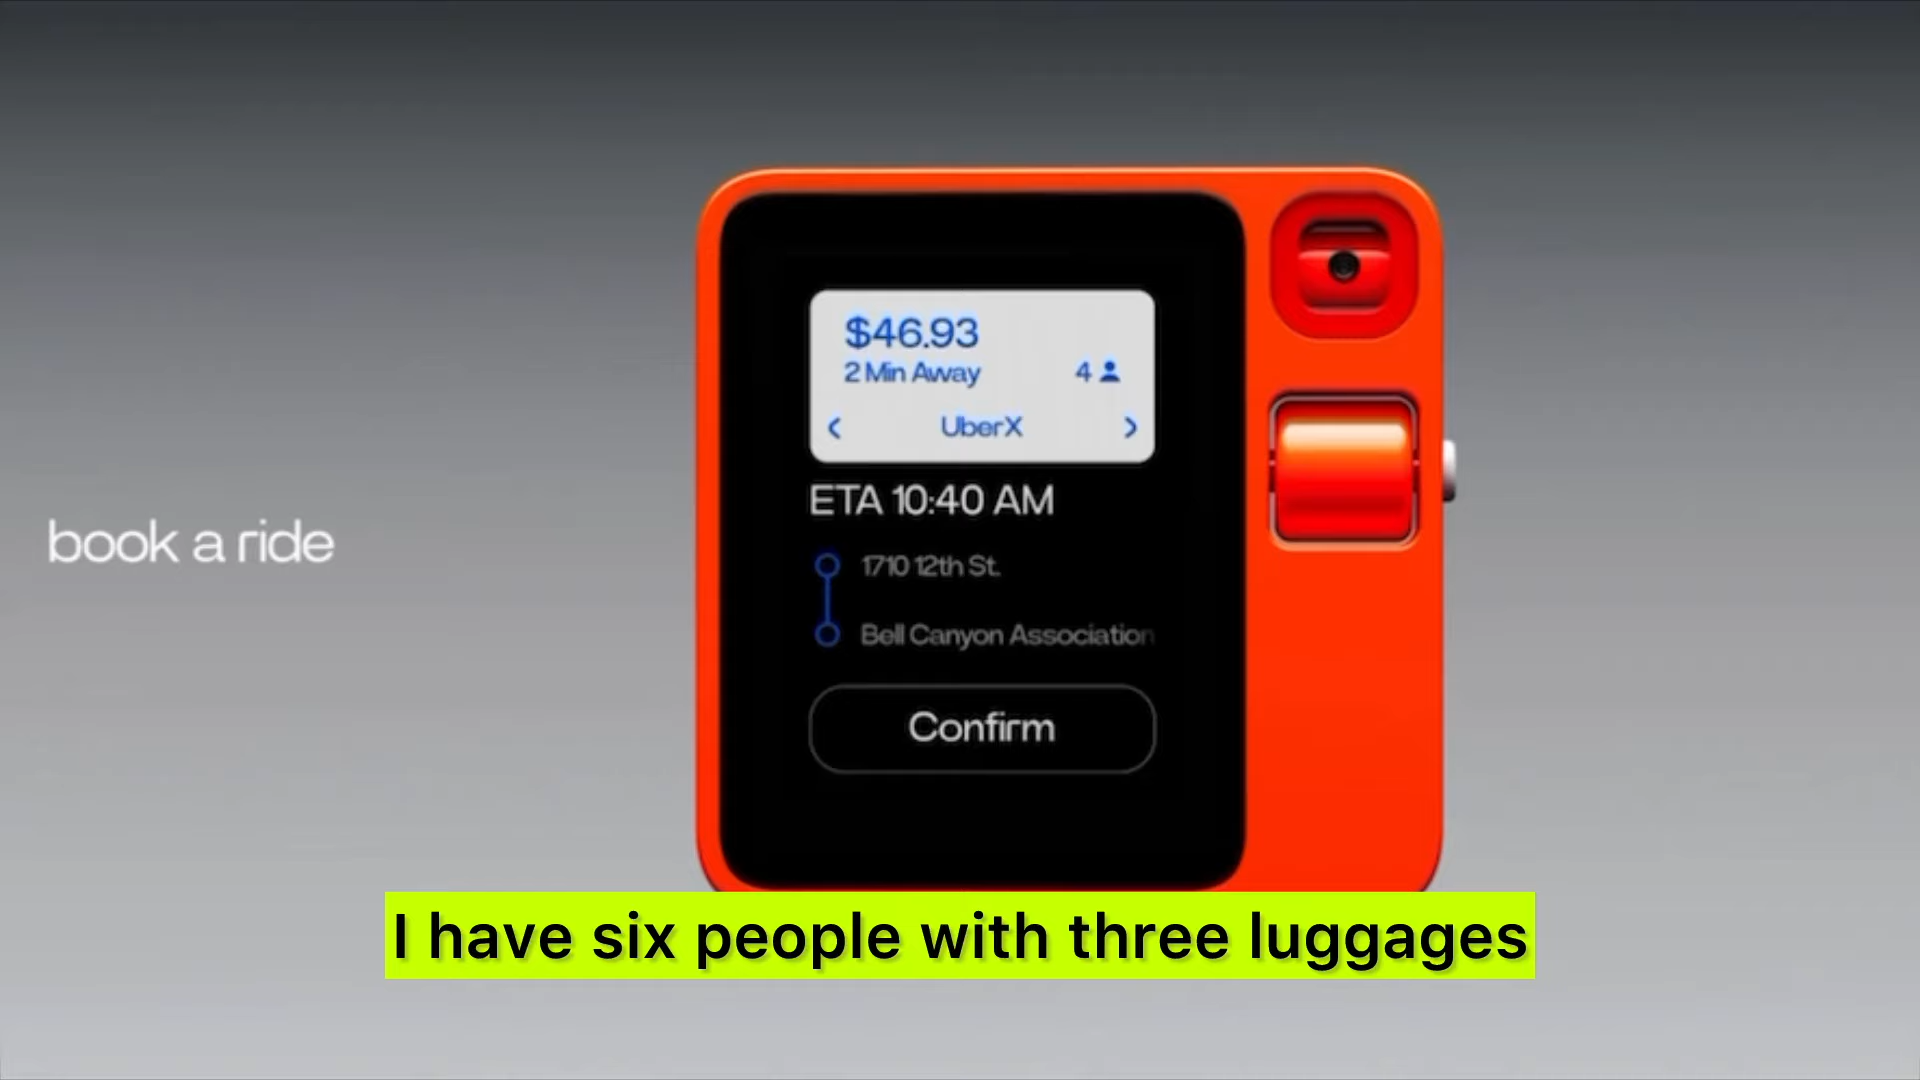 book a ride
$46.93
2 Min Away 4
UberX
ETA 10:40 AM
1710 12th St.
Bell Canyon Association
Confirm
I have six people with three luggages